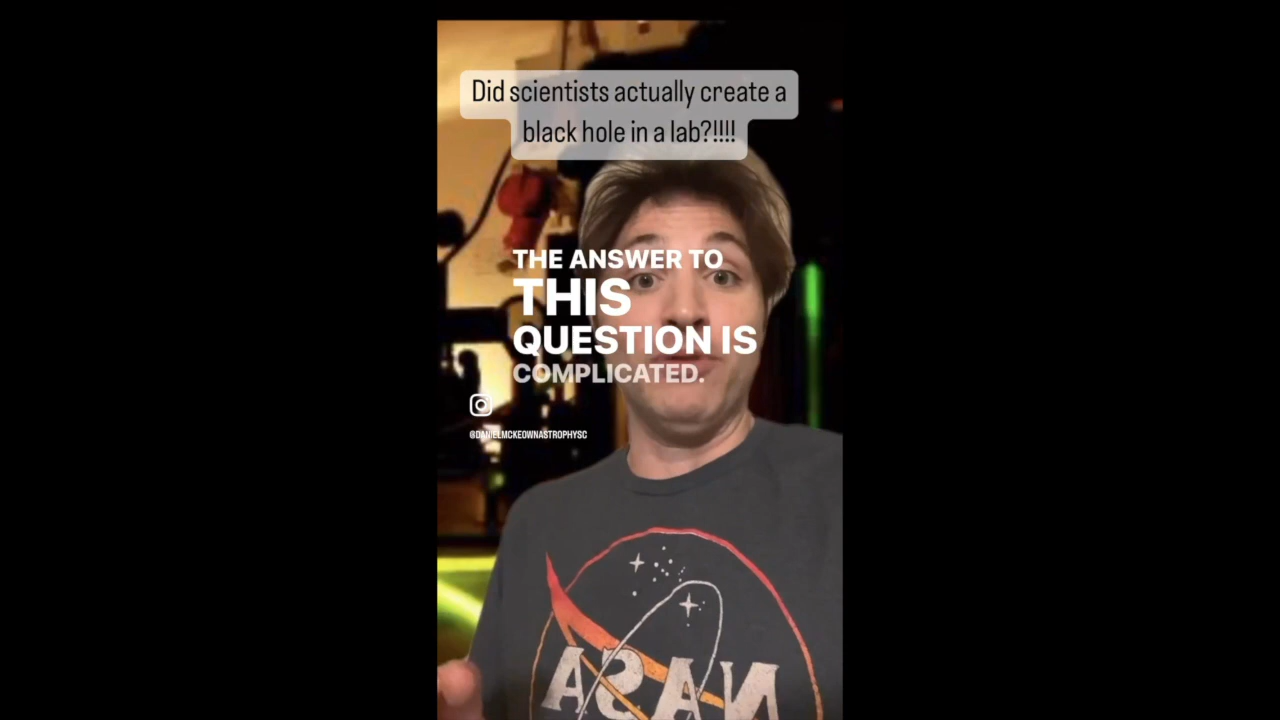 Did scientists actually create a
black hole in a lab?!!!!
THE ANSWER TO
THIS
QUESTION IS
COMPLICATED.
@DANIELMCKEOWNASTROPHYSC
NASA